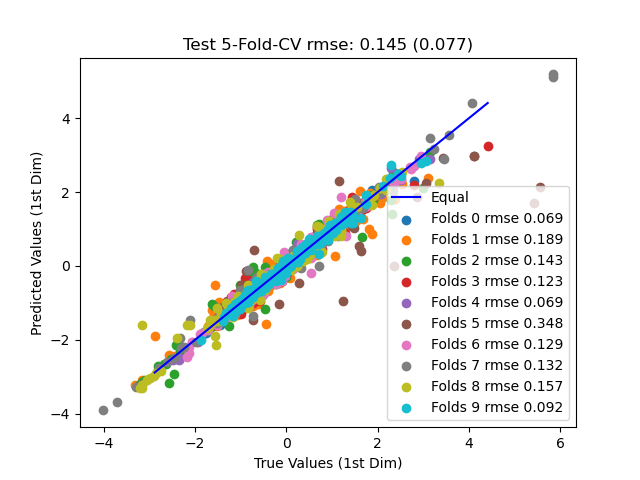 Test 5-Fold-CV rmse: 0.145 (0.077)
Predicted Values (1st Dim)
4
2
0
−2
−4
Equal
Folds 0 rmse 0.069
Folds 1 rmse 0.189
Folds 2 rmse 0.143
Folds 3 rmse 0.123
Folds 4 rmse 0.069
Folds 5 rmse 0.348
Folds 6 rmse 0.129
Folds 7 rmse 0.132
Folds 8 rmse 0.157
Folds 9 rmse 0.092
−4
−2
0
2
4
6
True Values (1st Dim)